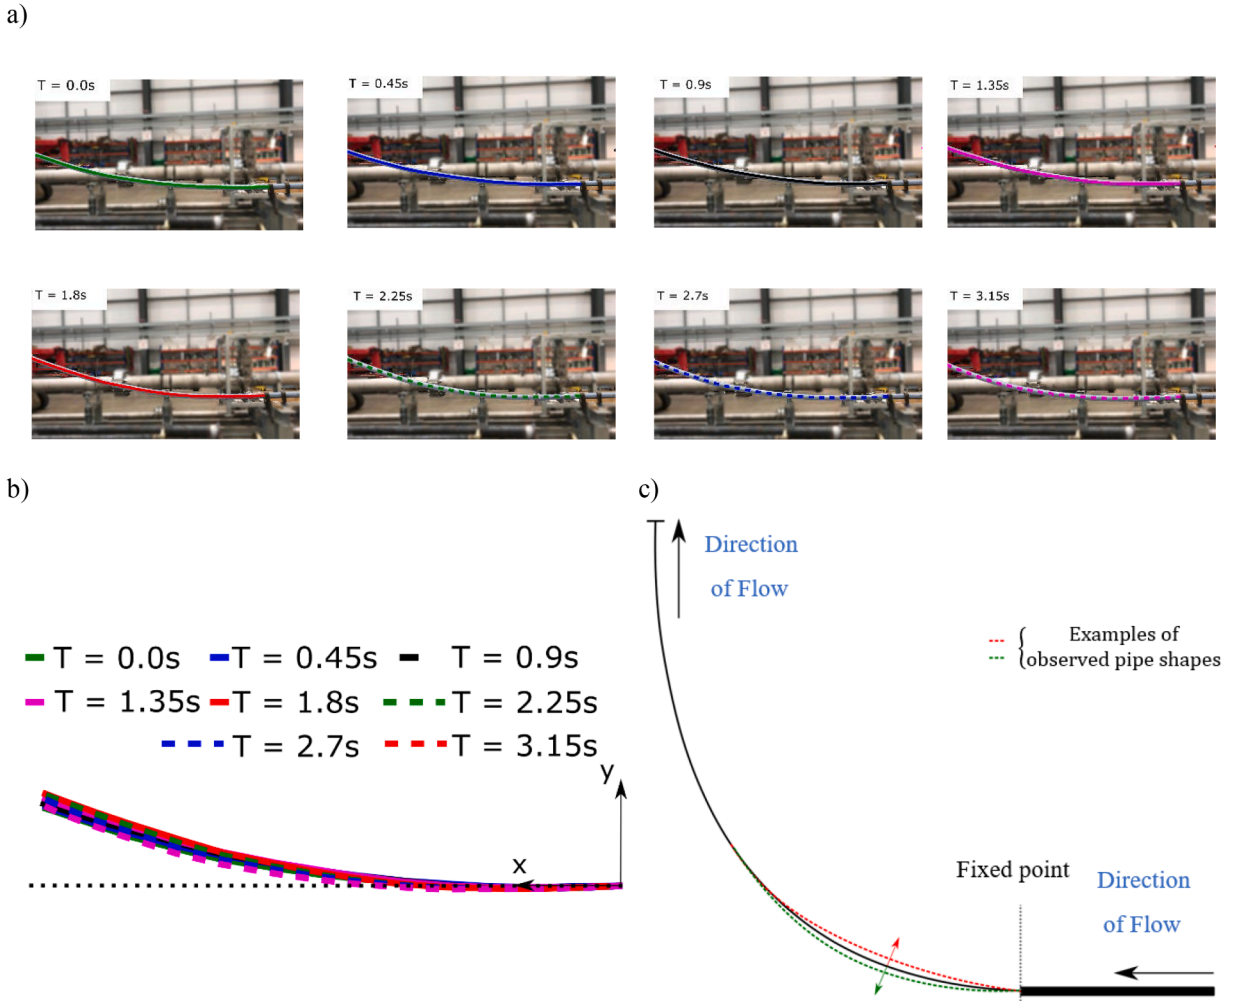 a)
T = 0.0s
T = 0.45s
T = 0.9s
T = 1.35s
T = 1.8s
T = 2.25s
T = 2.7s
T = 3.15s
b)
T = 0.0s
T = 0.45s
T = 0.9s
T = 1.35s
T = 1.8s
T = 2.25s
T = 2.7s
T = 3.15s
y
x
c)
Direction
of Flow
Examples of
observed pipe shapes
Fixed point
Direction
of Flow